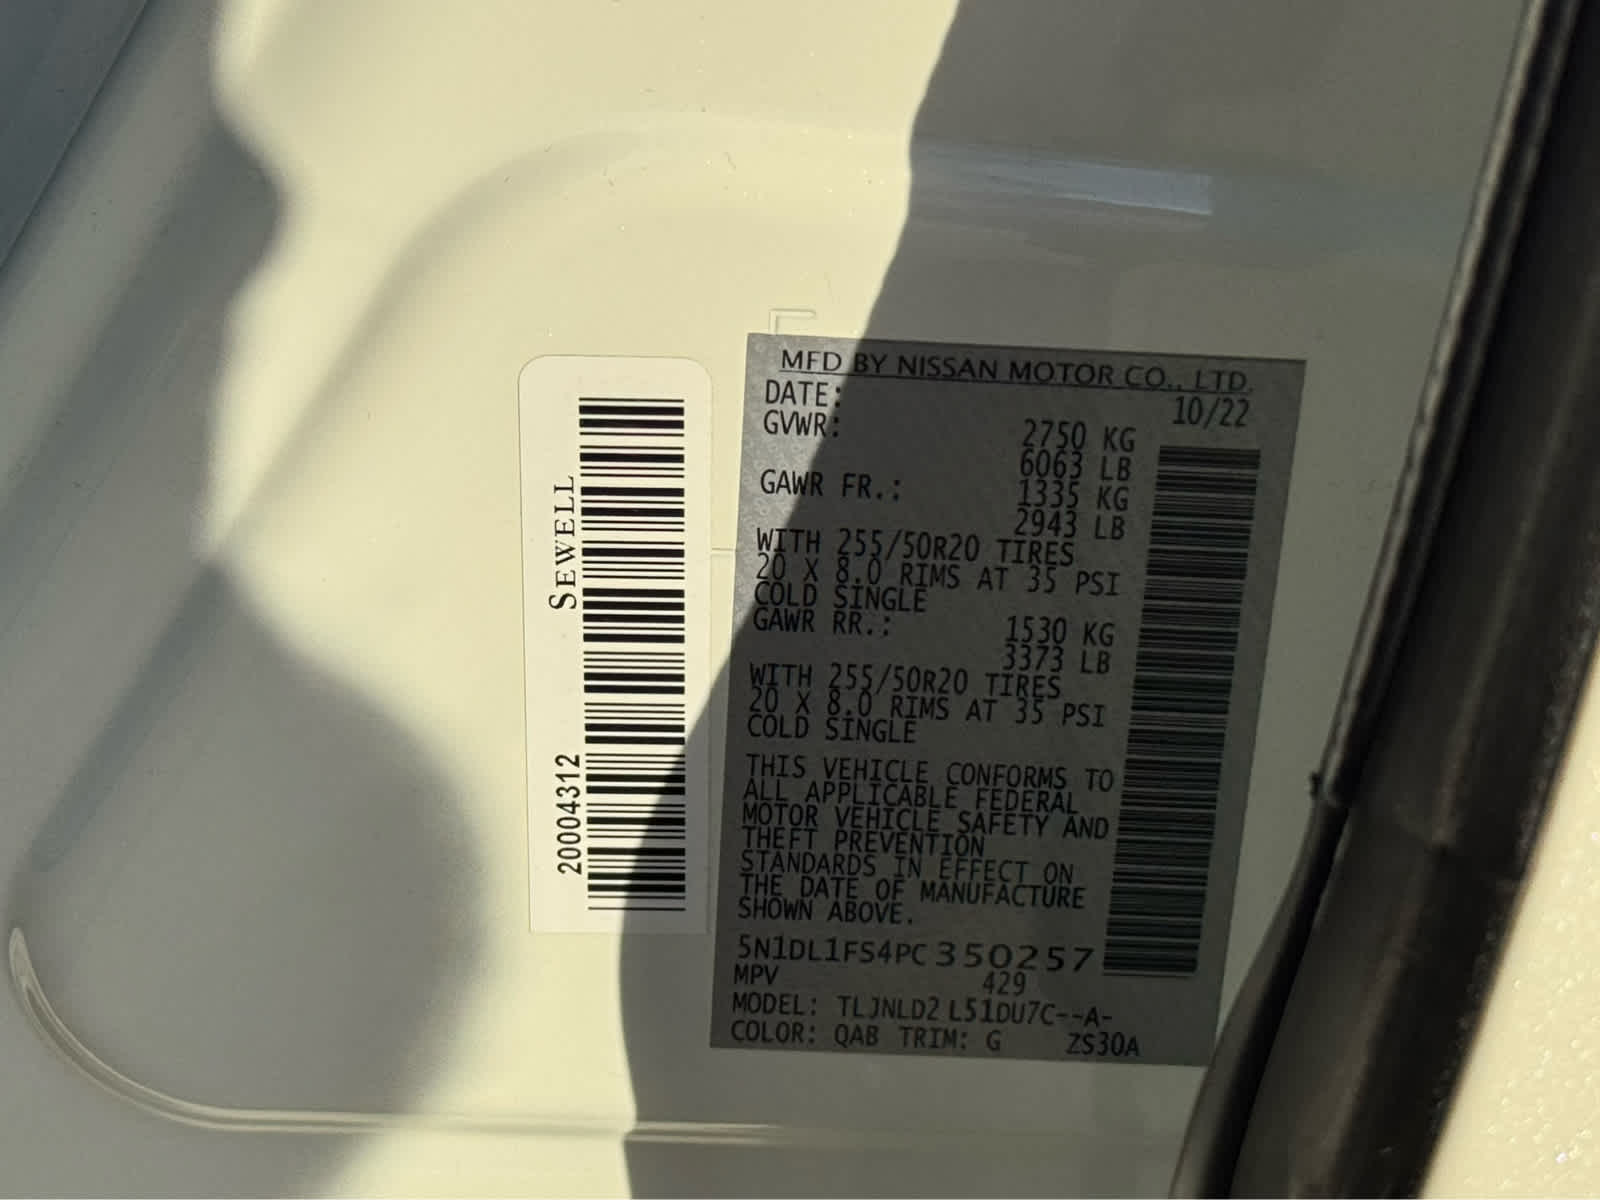 SEWELL
20004312
MFD BY NISSAN MOTOR CO., LTD.
DATE: 10/22
GVWR: 2750 KG
6063 LB
GAWR FR.: 1335 KG
2943 LB
WITH 255/50R20 TIRES
20 X 8.0 RIMS AT 35 PSI
COLD SINGLE
GAWR RR.: 1530 KG
3373 LB
WITH 255/50R20 TIRES
20 X 8.0 RIMS AT 35 PSI
COLD SINGLE
THIS VEHICLE CONFORMS TO
ALL APPLICABLE FEDERAL
MOTOR VEHICLE SAFETY AND
THEFT PREVENTION
STANDARDS IN EFFECT ON
THE DATE OF MANUFACTURE
SHOWN ABOVE.
5N1DL1FS4PC350257
MPV 429
MODEL: TLJNLD2 L51DU7C--A-
COLOR: QAB TRIM: G ZS30A